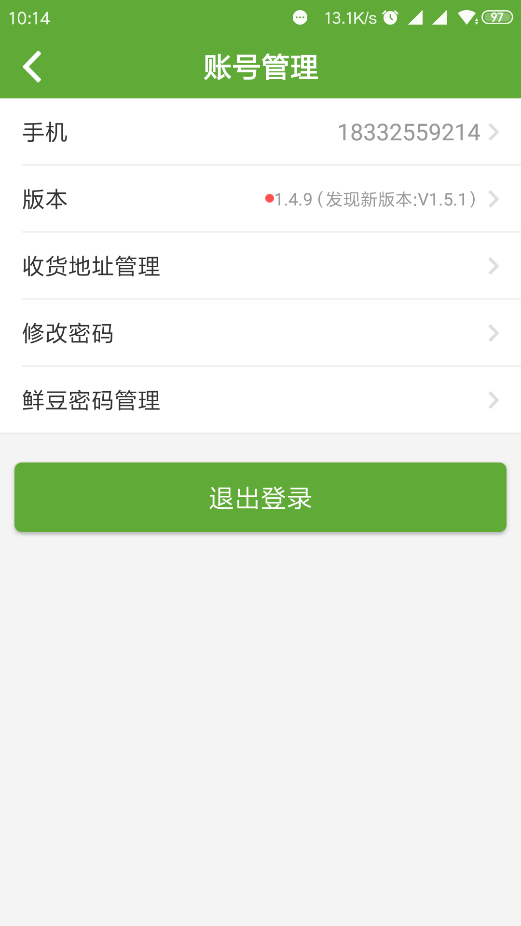 10:14 13.1K/s 97
账号管理
手机 18332559214
版本 1.4.9（发现新版本:V1.5.1）
收货地址管理
修改密码
鲜豆密码管理
退出登录